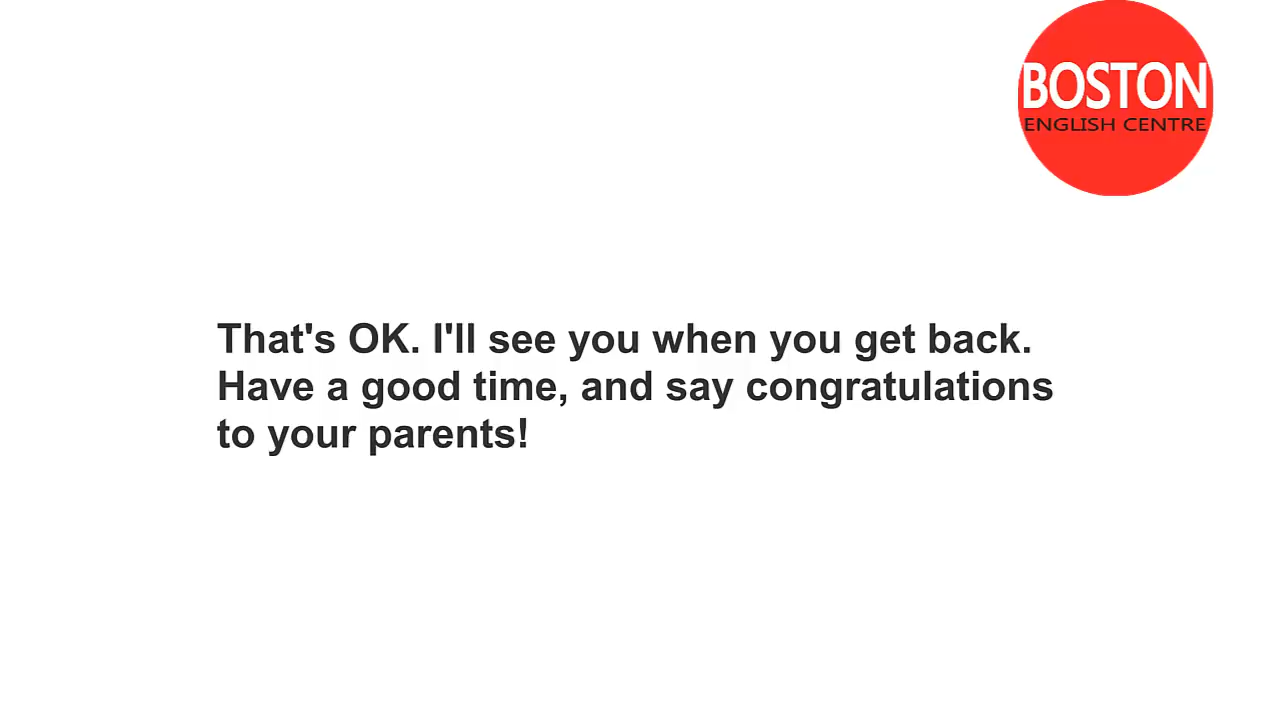 BOSTON
ENGLISH CENTRE
That's OK. I'll see you when you get back.
Have a good time, and say congratulations
to your parents!